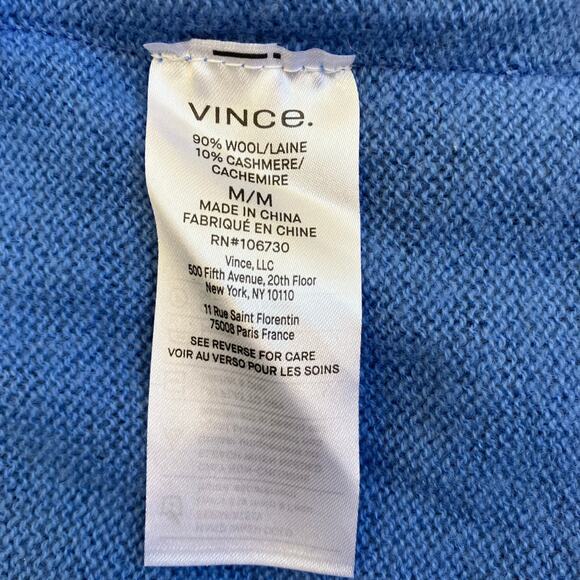 VINCe.
90% WOOL/LAINE
10% CASHMERE/
CACHEMIRE
M/M
MADE IN CHINA
FABRIQUÉ EN CHINE
RN#106730
Vince, LLC
500 Fifth Avenue, 20th Floor
New York, NY 10110
11 Rue Saint Florentin
75008 Paris France
SEE REVERSE FOR CARE
VOIR AU VERSO POUR LES SOINS